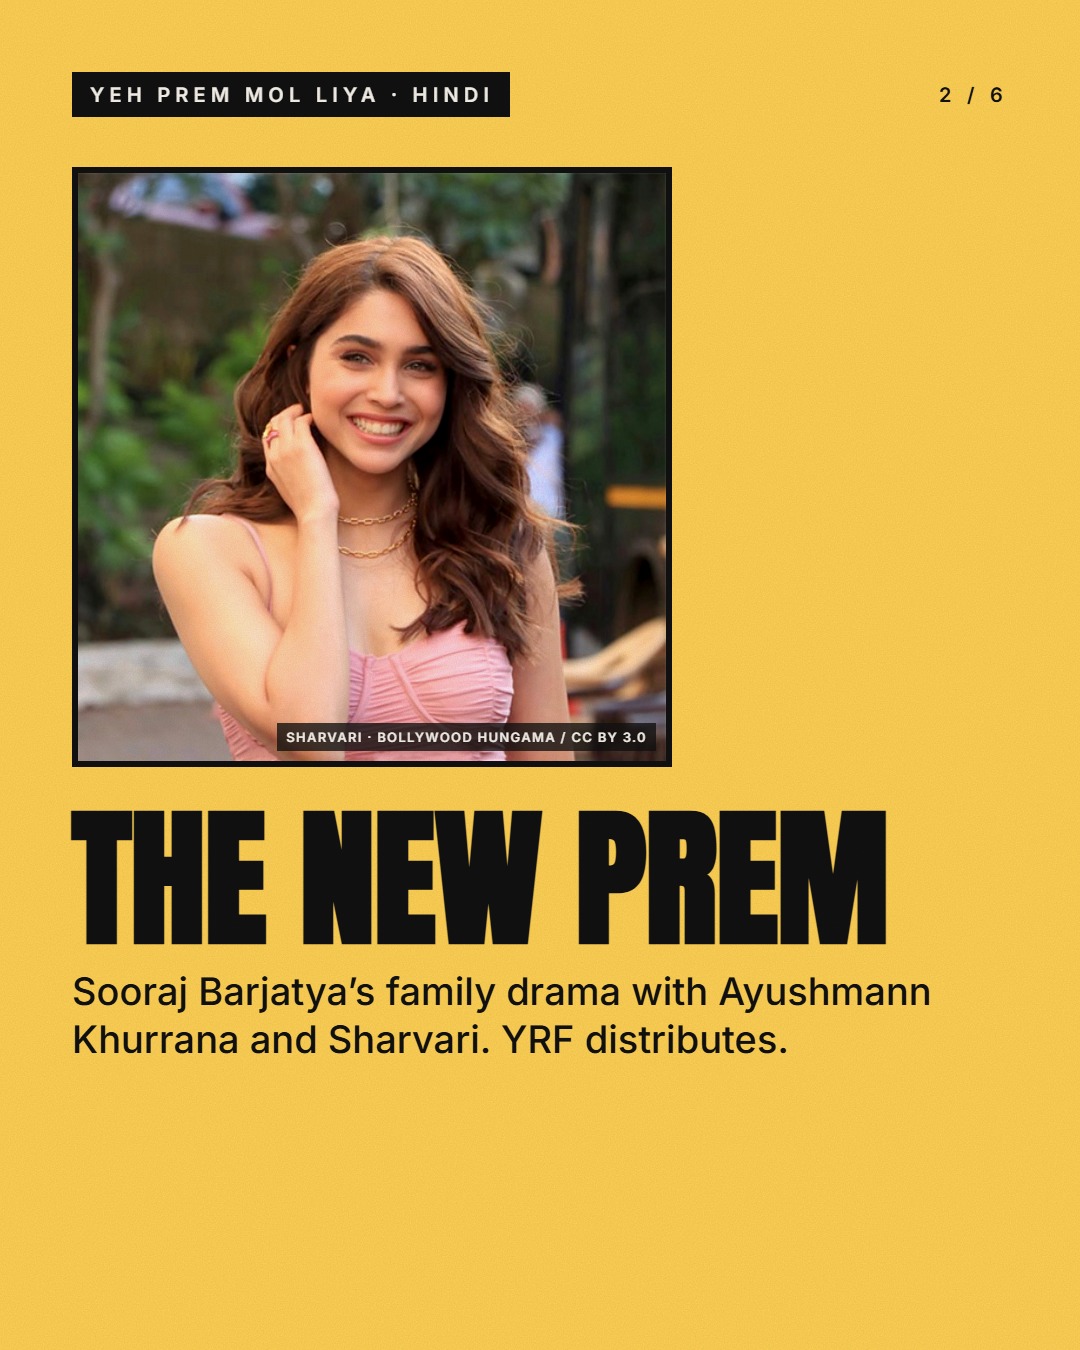 YEH PREM MOL LIYA · HINDI
2 / 6
SHARVARI · BOLLYWOOD HUNGAMA / CC BY 3.0
THE NEW PREM
Sooraj Barjatya’s family drama with Ayushmann
Khurrana and Sharvari. YRF distributes.